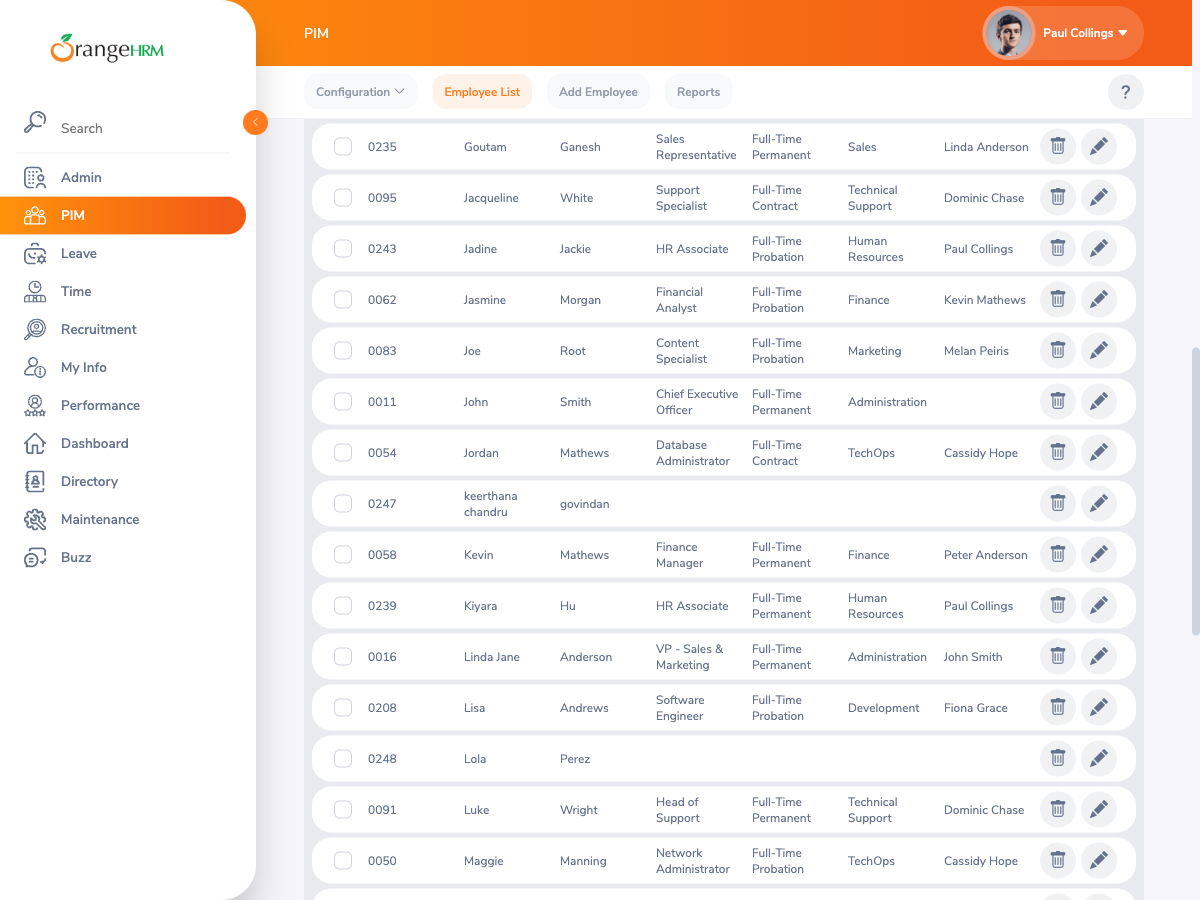 OrangeHRM
PIM
Paul Collings
Search
Configuration
Employee List
Add Employee
Reports
?
Admin
PIM
Leave
Time
Recruitment
My Info
Performance
Dashboard
Directory
Maintenance
Buzz
0235 Goutam Ganesh Sales Representative Full-Time Permanent Sales Linda Anderson
0095 Jacqueline White Support Specialist Full-Time Contract Technical Support Dominic Chase
0243 Jadine Jackie HR Associate Full-Time Probation Human Resources Paul Collings
0062 Jasmine Morgan Financial Analyst Full-Time Probation Finance Kevin Mathews
0083 Joe Root Content Specialist Full-Time Probation Marketing Melan Peiris
0011 John Smith Chief Executive Officer Full-Time Permanent Administration
0054 Jordan Mathews Database Administrator Full-Time Contract TechOps Cassidy Hope
0247 keerthana chandru govindan
0058 Kevin Mathews Finance Manager Full-Time Permanent Finance Peter Anderson
0239 Kiyara Hu HR Associate Full-Time Permanent Human Resources Paul Collings
0016 Linda Jane Anderson VP - Sales & Marketing Full-Time Permanent Administration John Smith
0208 Lisa Andrews Software Engineer Full-Time Probation Development Fiona Grace
0248 Lola Perez
0091 Luke Wright Head of Support Full-Time Permanent Technical Support Dominic Chase
0050 Maggie Manning Network Administrator Full-Time Probation TechOps Cassidy Hope